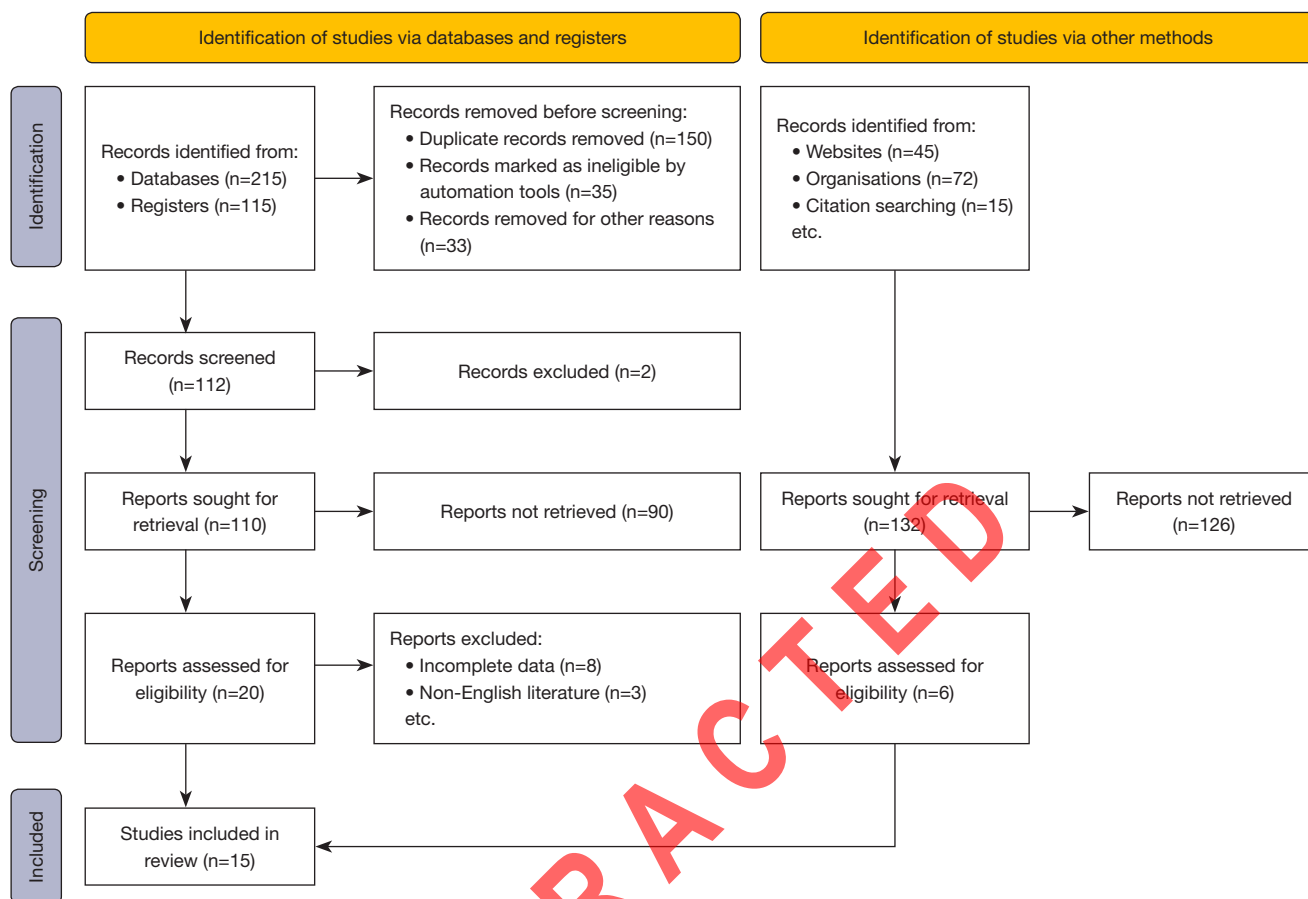 Identification of studies via databases and registers
Identification of studies via other methods
Identification
Records identified from:
• Databases (n=215)
• Registers (n=115)
Records removed before screening:
• Duplicate records removed (n=150)
• Records marked as ineligible by
automation tools (n=35)
• Records removed for other reasons
(n=33)
Records identified from:
• Websites (n=45)
• Organisations (n=72)
• Citation searching (n=15)
etc.
Screening
Records screened
(n=112)
Records excluded (n=2)
Reports sought for
retrieval (n=110)
Reports not retrieved (n=90)
Reports sought for retrieval
(n=132)
Reports not retrieved
(n=126)
Reports assessed for
eligibility (n=20)
Reports excluded:
• Incomplete data (n=8)
• Non-English literature (n=3)
etc.
Reports assessed for
eligibility (n=6)
Included
Studies included in
review (n=15)
RACTED